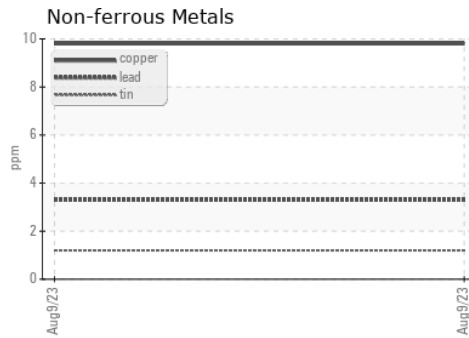 Non-ferrous Metals
10
8
6
4
2
0
ppm
copper
lead
tin
Aug9/23
Aug9/23